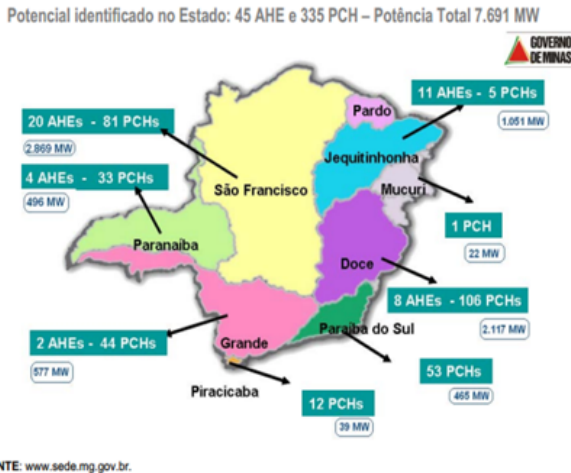 Potencial identificado no Estado: 45 AHE e 335 PCH – Potência Total 7.691 MW
GOVERNO
DE MINAS
11 AHEs - 5 PCHs
1.051 MW
Pardo
20 AHEs - 81 PCHs
2.869 MW
Jequitinhonha
4 AHEs - 33 PCHs
496 MW
São Francisco
Mucuri
1 PCH
22 MW
Paranaíba
Doce
8 AHEs - 106 PCHs
2.117 MW
Paraíba do Sul
2 AHEs - 44 PCHs
577 MW
Grande
53 PCHs
465 MW
Piracicaba
12 PCHs
39 MW
NTE: www.sede.mg.gov.br.